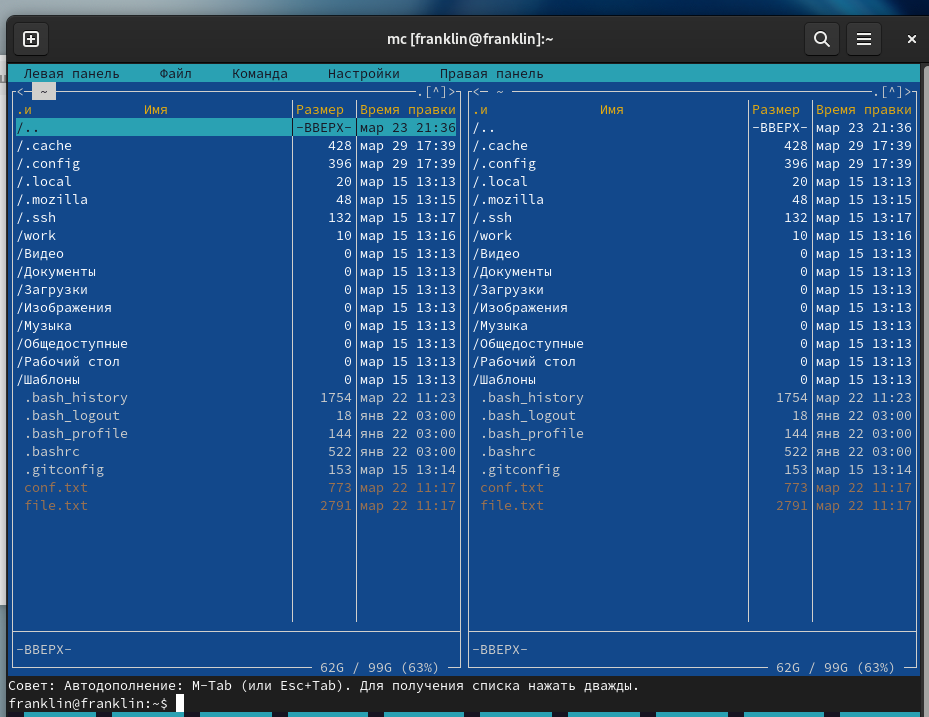 mc [franklin@franklin]:~
Левая панель Файл Команда Настройки Правая панель
<─ ~ ─.[^]> <─ ~ ─.[^]>
.и Имя Размер Время правки .и Имя Размер Время правки
/.. -ВВЕРХ- мар 23 21:36 /.. -ВВЕРХ- мар 23 21:36
/.cache 428 мар 29 17:39 /.cache 428 мар 29 17:39
/.config 396 мар 29 17:39 /.config 396 мар 29 17:39
/.local 20 мар 15 13:13 /.local 20 мар 15 13:13
/.mozilla 48 мар 15 13:15 /.mozilla 48 мар 15 13:15
/.ssh 132 мар 15 13:17 /.ssh 132 мар 15 13:17
/work 10 мар 15 13:16 /work 10 мар 15 13:16
/Видео 0 мар 15 13:13 /Видео 0 мар 15 13:13
/Документы 0 мар 15 13:13 /Документы 0 мар 15 13:13
/Загрузки 0 мар 15 13:13 /Загрузки 0 мар 15 13:13
/Изображения 0 мар 15 13:13 /Изображения 0 мар 15 13:13
/Музыка 0 мар 15 13:13 /Музыка 0 мар 15 13:13
/Общедоступные 0 мар 15 13:13 /Общедоступные 0 мар 15 13:13
/Рабочий стол 0 мар 15 13:13 /Рабочий стол 0 мар 15 13:13
/Шаблоны 0 мар 15 13:13 /Шаблоны 0 мар 15 13:13
.bash_history 1754 мар 22 11:23 .bash_history 1754 мар 22 11:23
.bash_logout 18 янв 22 03:00 .bash_logout 18 янв 22 03:00
.bash_profile 144 янв 22 03:00 .bash_profile 144 янв 22 03:00
.bashrc 522 янв 22 03:00 .bashrc 522 янв 22 03:00
.gitconfig 153 мар 15 13:14 .gitconfig 153 мар 15 13:14
conf.txt 773 мар 22 11:17 conf.txt 773 мар 22 11:17
file.txt 2791 мар 22 11:17 file.txt 2791 мар 22 11:17
-ВВЕРХ- -ВВЕРХ-
62G / 99G (63%) 62G / 99G (63%)
Совет: Автодополнение: M-Tab (или Esc+Tab). Для получения списка нажать дважды.
franklin@franklin:~$